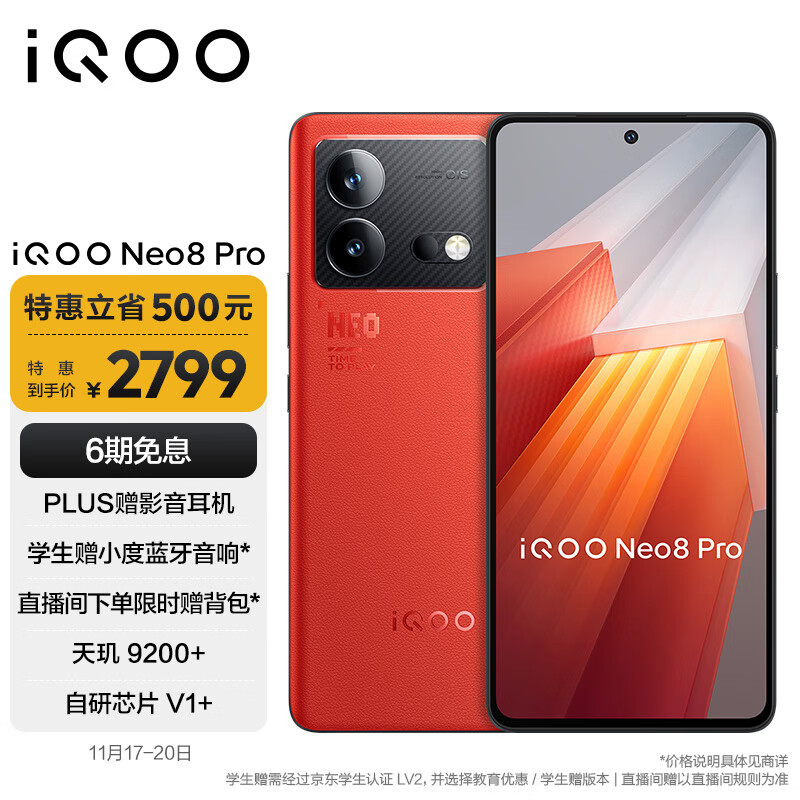 iQOO
iQOO Neo8 Pro
特惠立省500元
特惠
到手价 ¥2799
6期免息
PLUS赠影音耳机
学生赠小度蓝牙音响*
直播间下单限时赠背包*
天玑 9200+
自研芯片 V1+
11月17-20日
OIS
NEO
TIME
TO PLAY
iQOO
iQOO Neo8 Pro
*价格说明具体见商详
学生赠需经过京东学生认证 LV2, 并选择教育优惠 / 学生赠版本 | 直播间赠以直播间规则为准